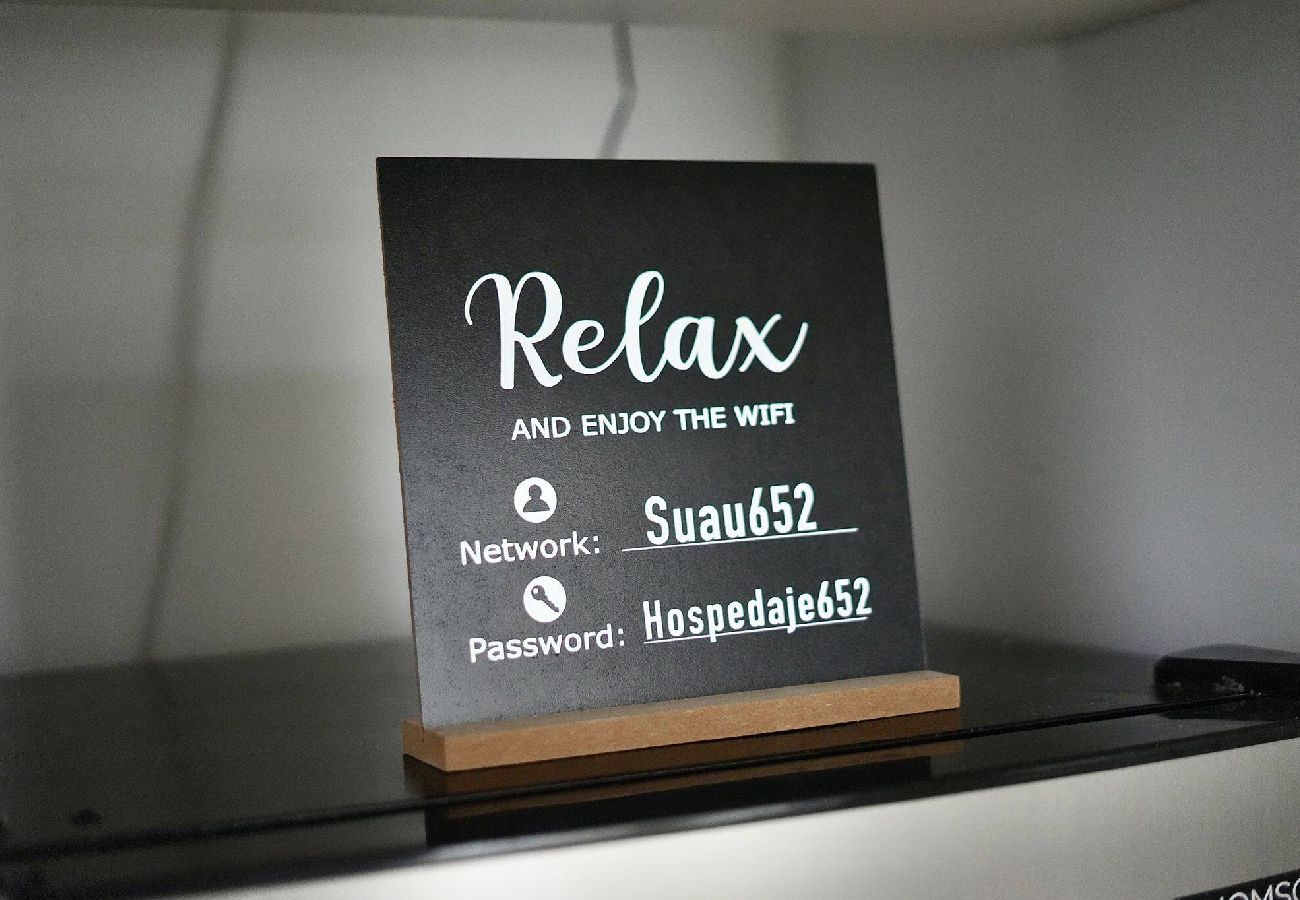 Relax
AND ENJOY THE WIFI
Network: Suau652
Password: Hospedaje652